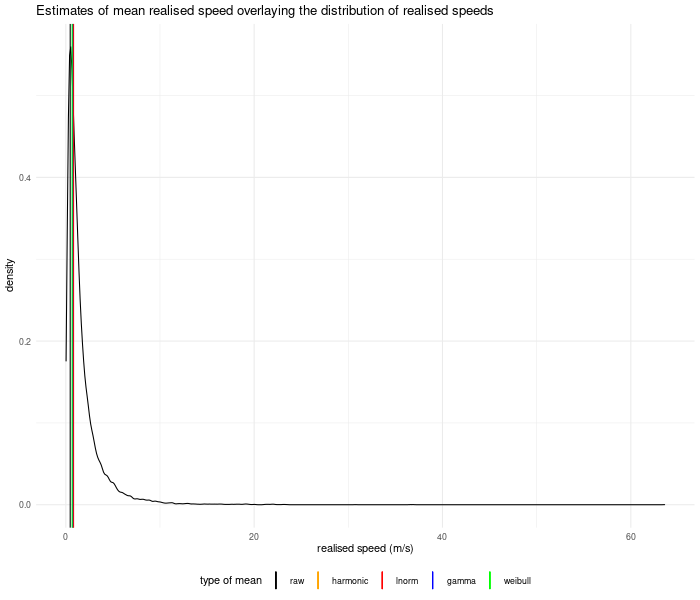 Estimates of mean realised speed overlaying the distribution of realised speeds
density
0.4
0.2
0.0
0 20 40 60
realised speed (m/s)
type of mean raw harmonic lnorm gamma weibull